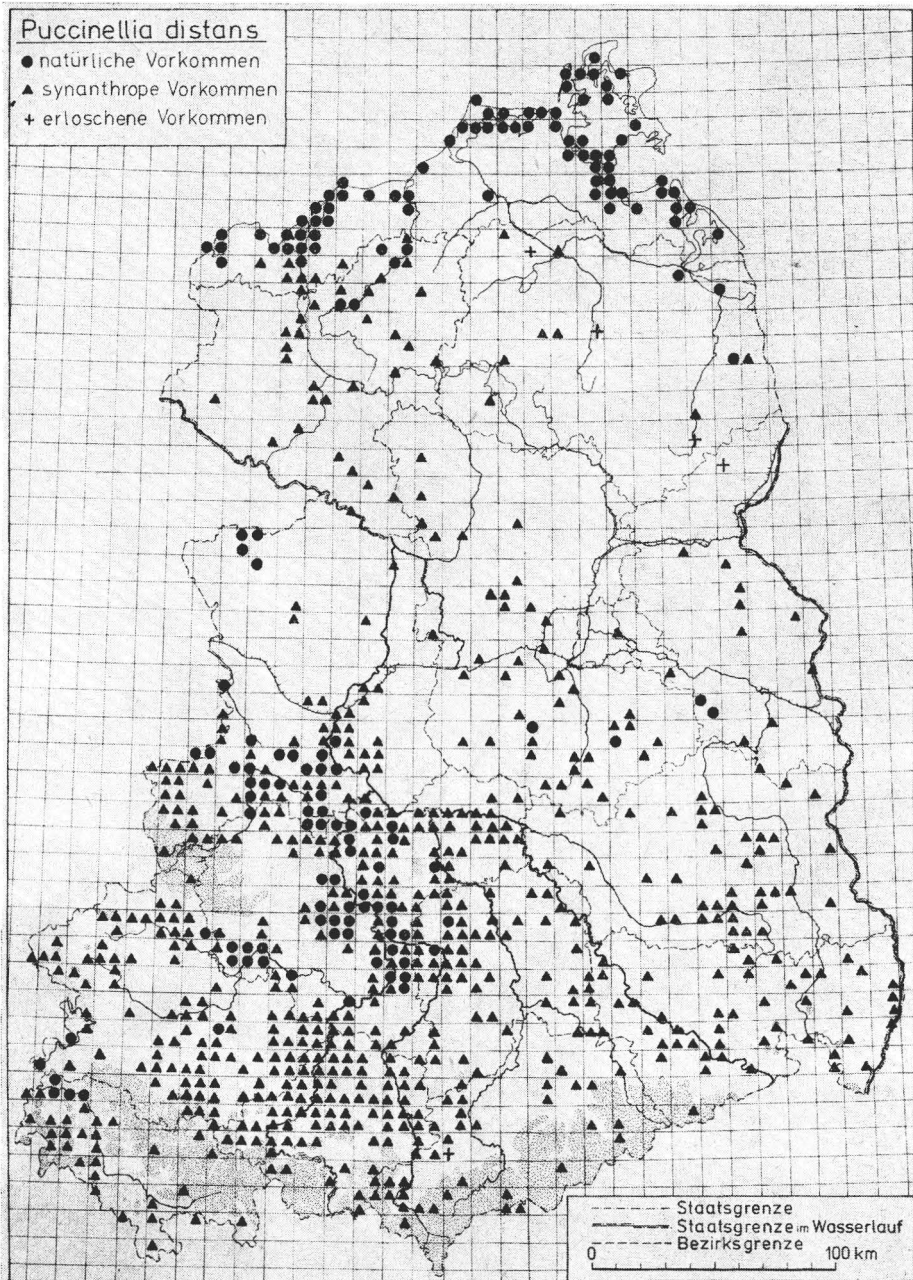 Puccinellia distans
natürliche Vorkommen
synanthrope Vorkommen
erloschene Vorkommen
Staatsgrenze
Staatsgrenze im Wasserlauf
Bezirksgrenze
0 100 km